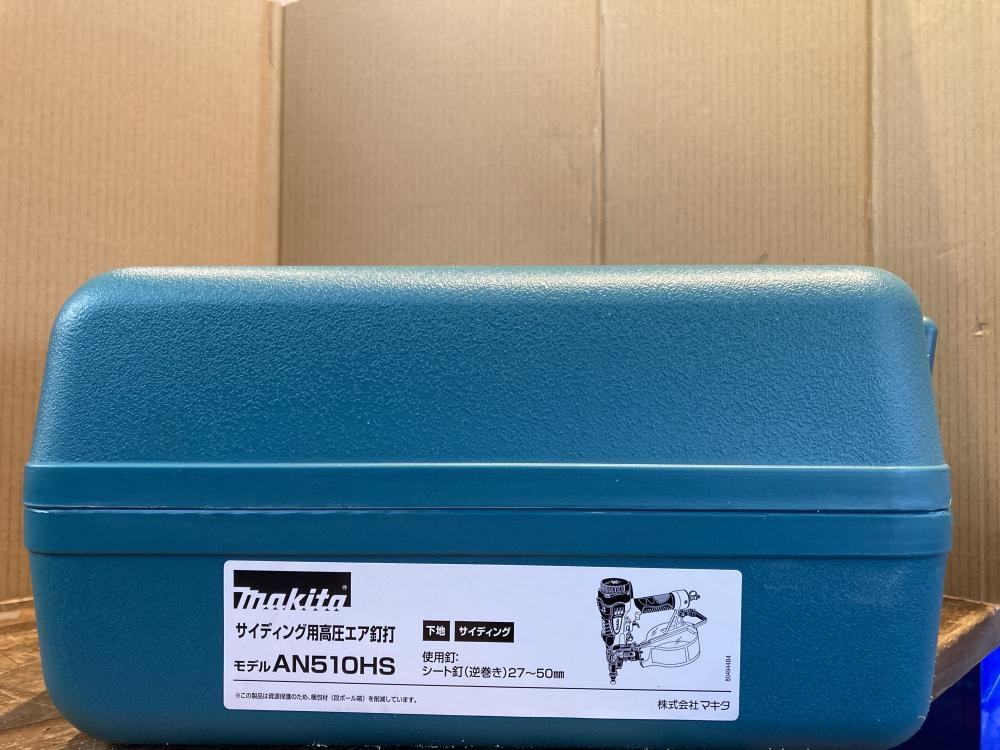 makita®
サイディング用高圧エア釘打
モデル AN510HS
下地 サイディング
使用釘:
シート釘(逆巻き)27〜50mm
※この製品は資源保護のため、梱包材(段ボール箱)を削減しています。
株式会社 マキタ
80494484